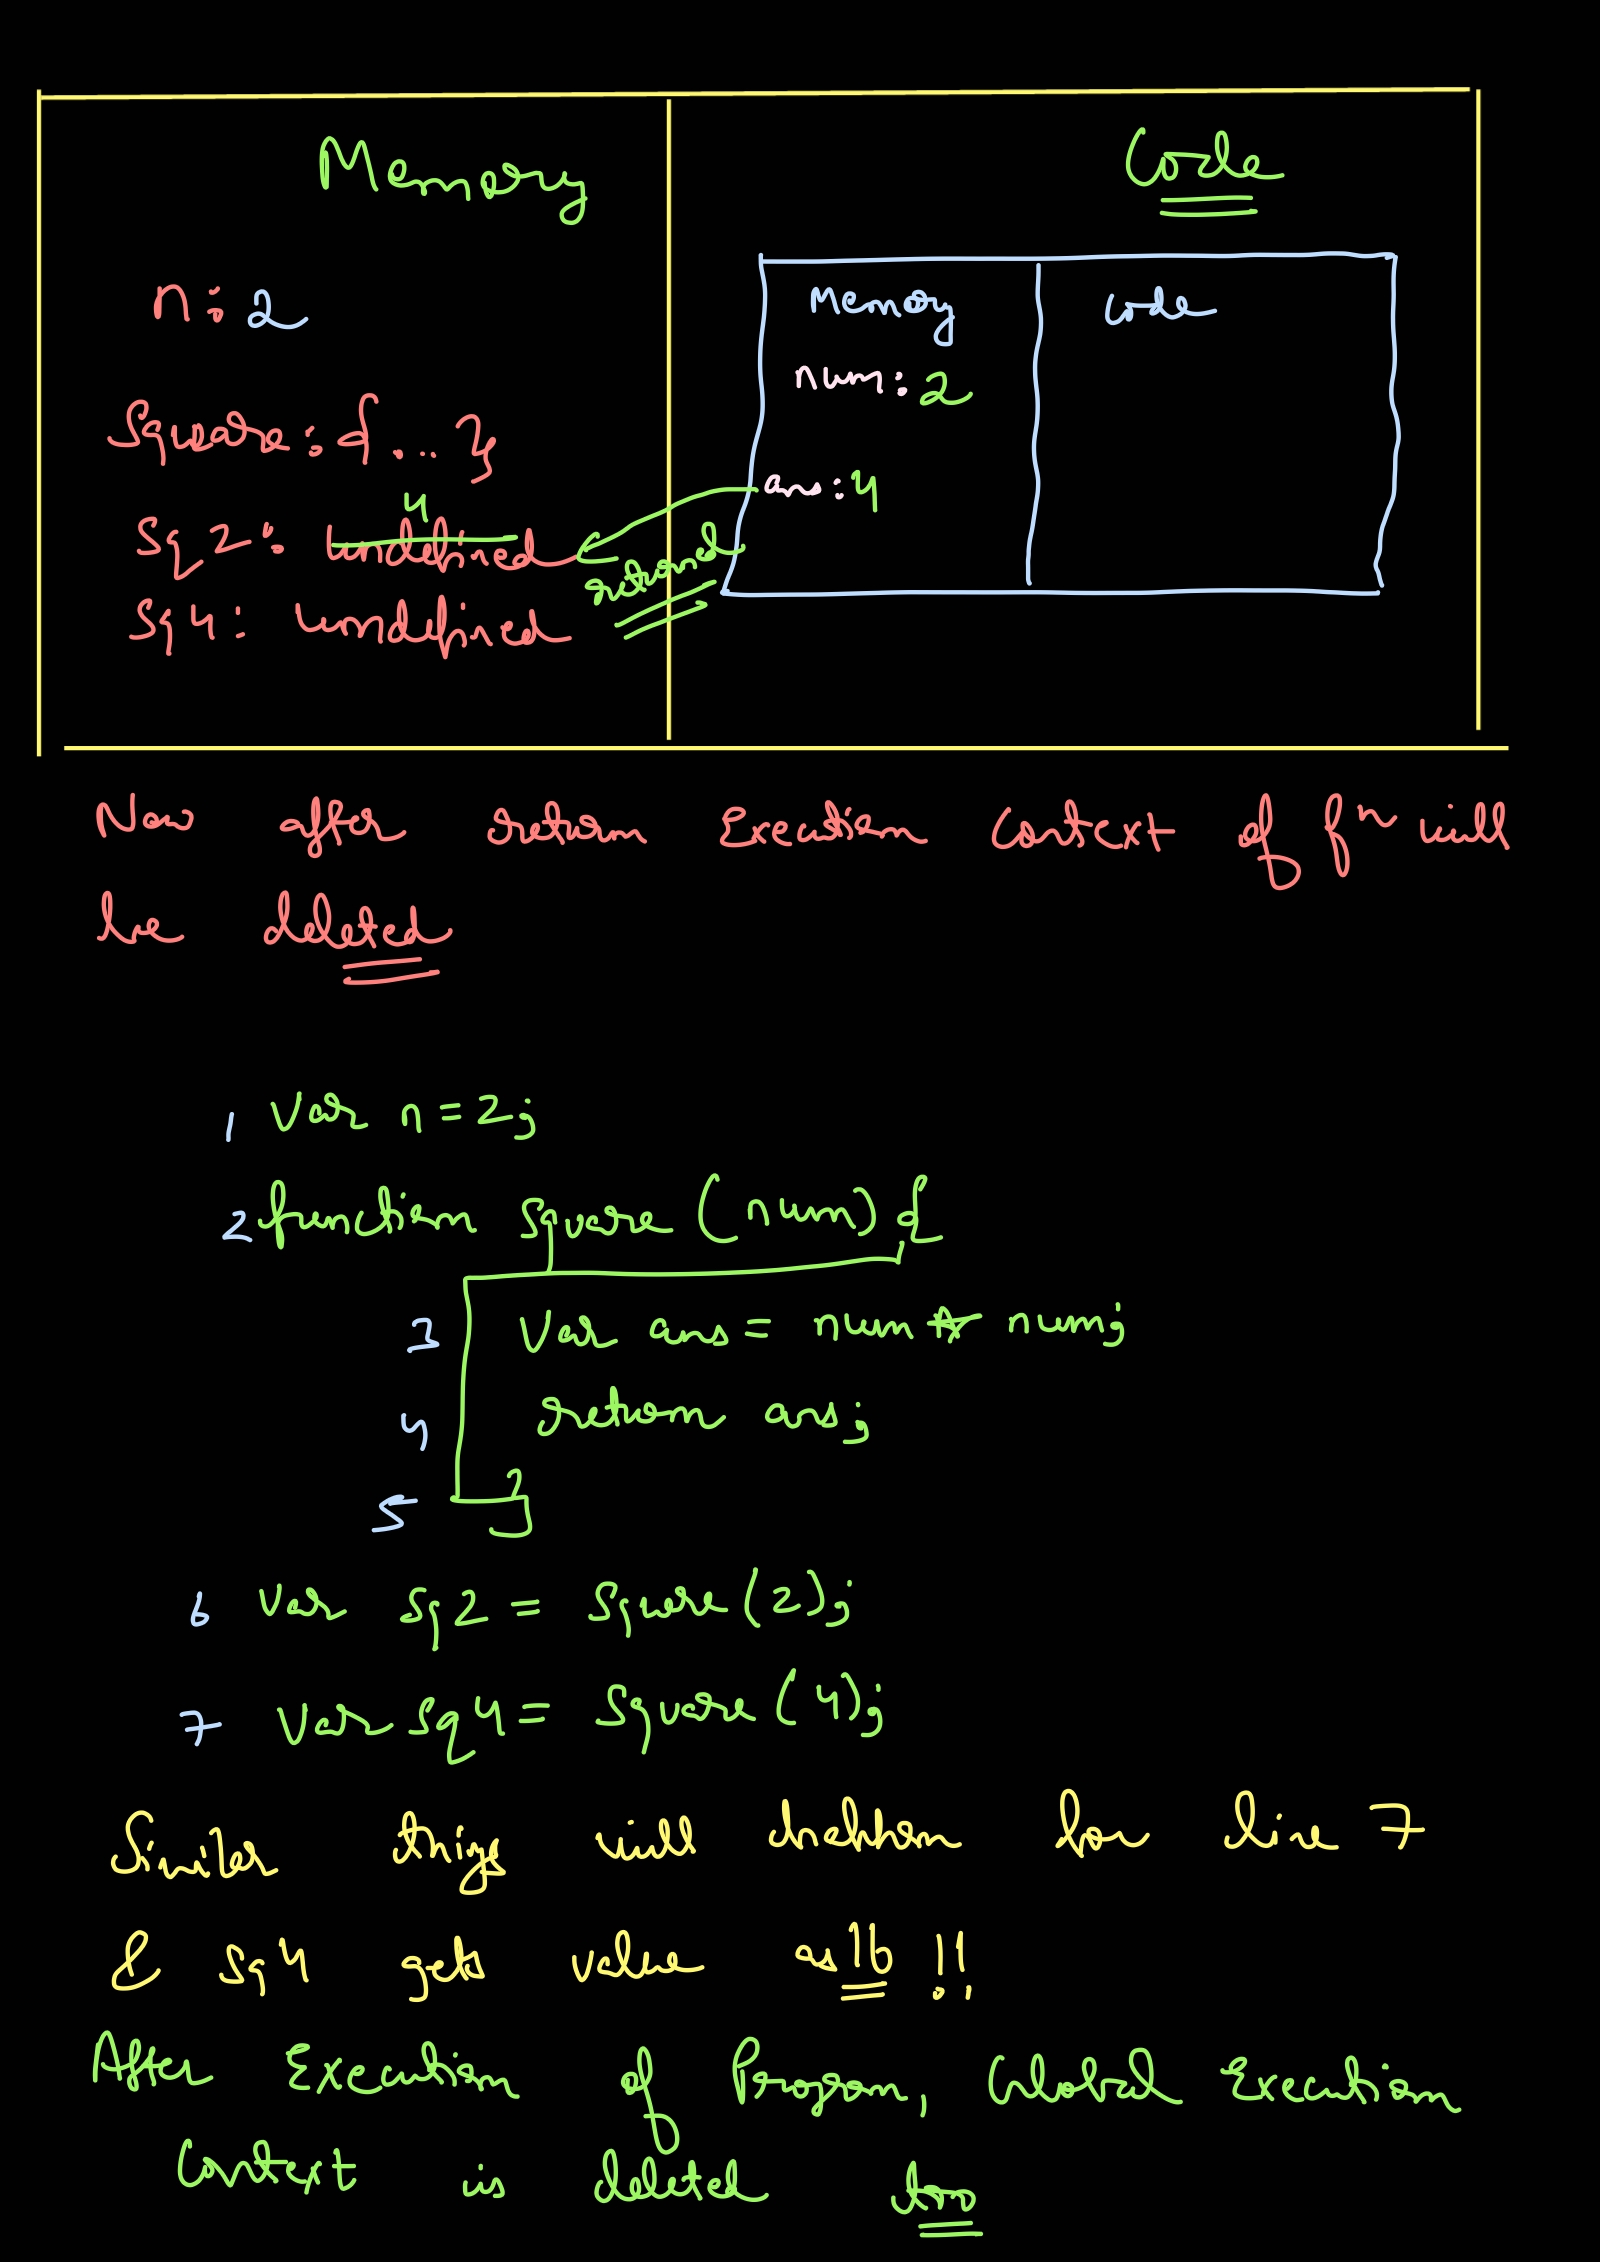 Memory
Code
n: 2
Memory
code
num: 2
Square: {...}
ans: 4
4
Sq2: undefined
returned
Sq4: undefined
Now after return Execution Context of fⁿ will
be deleted
1 Var n = 2;
2 function square (num) {
3 Var ans = num * num;
4 return ans;
5 }
6 Var sq2 = square (2);
7 Var sq4 = square (4);
Similar things will happen for line 7
& sq4 gets value as 16 !!
After Execution of Program, Global Execution
Context is deleted too